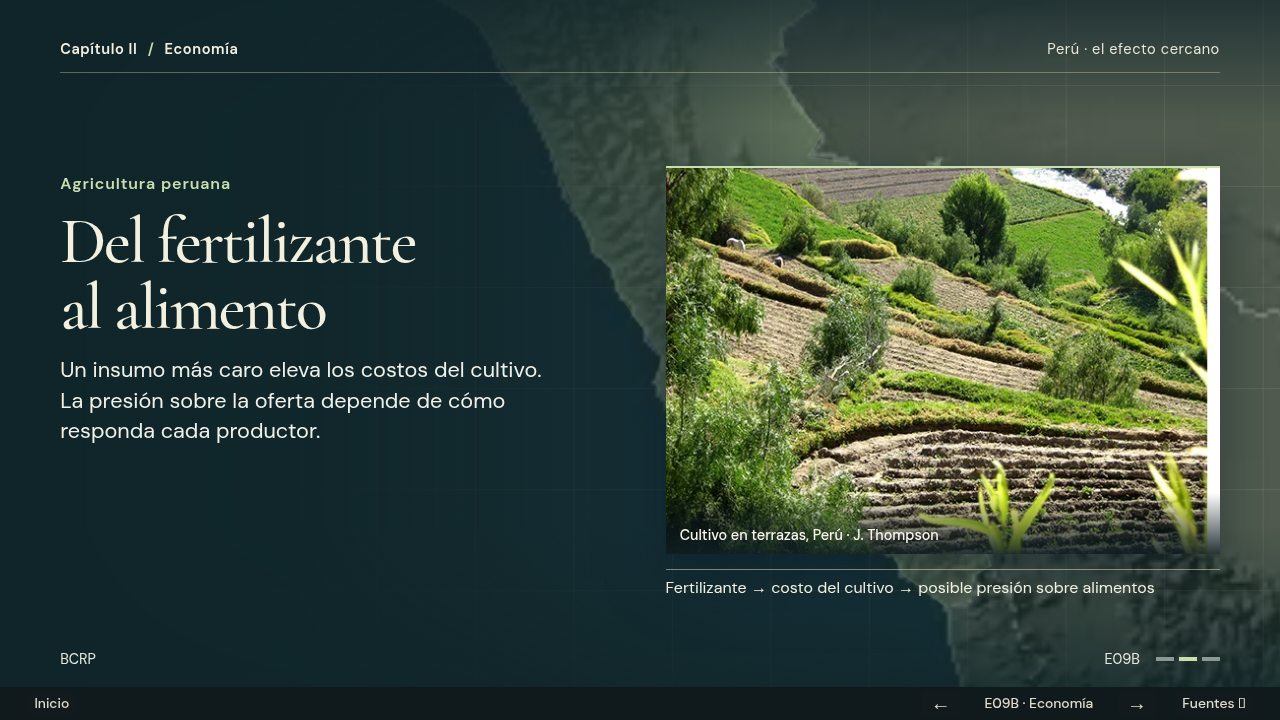 Capítulo II / Economía
Perú · el efecto cercano
Agricultura peruana
Del fertilizante
al alimento
Un insumo más caro eleva los costos del cultivo.
La presión sobre la oferta depende de cómo
responda cada productor.
Cultivo en terrazas, Perú · J. Thompson
Fertilizante → costo del cultivo → posible presión sobre alimentos
BCRP
E09B
Inicio
← E09B · Economía →
Fuentes